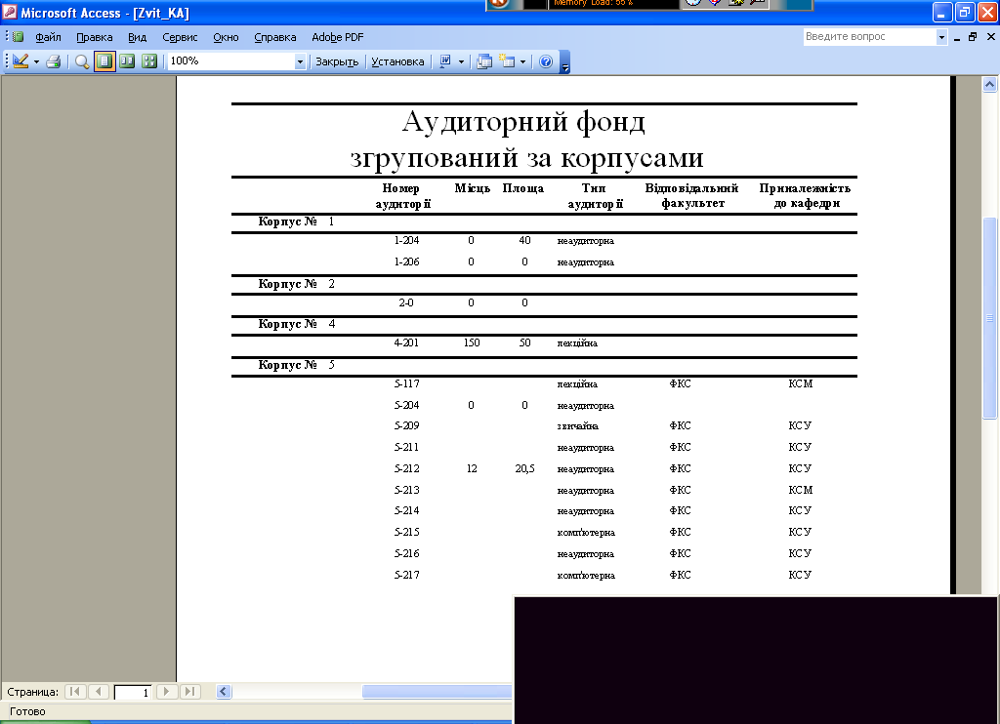 Microsoft Access - [Zvit_KA]
Memory Load: 55%
Файл Правка Вид Сервис Окно Справка Adobe PDF Введите вопрос
100% Закрыть Установка
Аудиторний фонд
згрупований за корпусами
Номер Місць Площа Тип Відповідальний Приналежність
аудиторії аудиторії факультет до кафедри
Корпус № 1
1-204 0 40 неаудиторна
1-206 0 0 неаудиторна
Корпус № 2
2-0 0 0
Корпус № 4
4-201 150 50 лекційна
Корпус № 5
5-117 лекційна ФКС КСМ
5-204 0 0 неаудиторна
5-209 звичайна ФКС КСУ
5-211 неаудиторна ФКС КСУ
5-212 12 20,5 неаудиторна ФКС КСУ
5-213 неаудиторна ФКС КСМ
5-214 неаудиторна ФКС КСУ
5-215 комп'ютерна ФКС КСУ
5-216 неаудиторна ФКС КСУ
5-217 комп'ютерна ФКС КСУ
Страница: 1
Готово